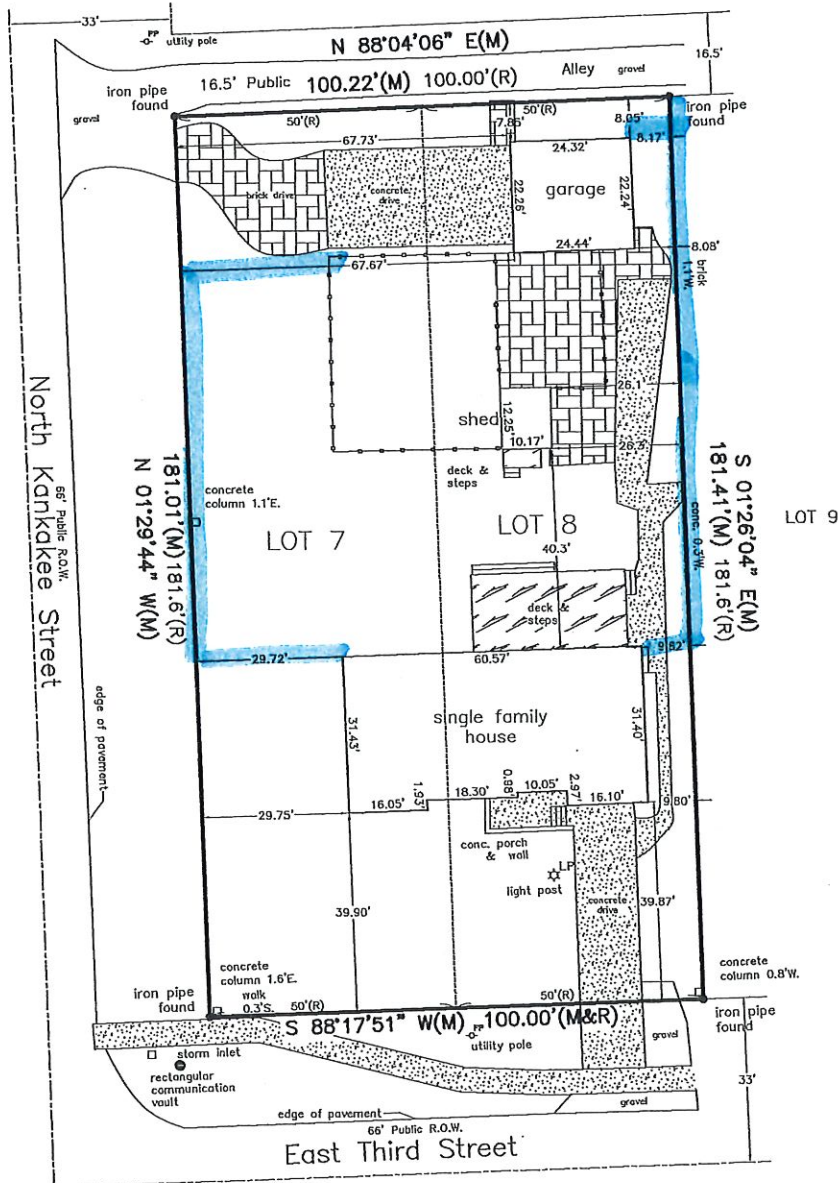 33'
PP
utility pole
N 88°04'06" E(M)
16.5'
16.5' Public
100.22'(M) 100.00'(R)
Alley
gravel
gravel
iron pipe
found
50'(R)
50'(R)
iron pipe
found
7.85'
8.05'
67.73'
24.32'
8.17'
brick drive
concrete
drive
22.26'
garage
22.24'
24.44'
8.08'
67.67'
brick
1.1'W.
26.1'
shed
12.25'
10.17'
26.3'
deck &
steps
North Kankakee Street
66' Public R.O.W.
181.01'(M) 181.6'(R)
N 01°29'44" W(M)
concrete
column 1.1'E.
LOT 7
LOT 8
LOT 9
S 01°26'04" E(M)
181.41'(M) 181.6'(R)
conc. 0.3'W.
40.3'
deck &
steps
29.72'
60.57'
9.82'
edge of pavement
31.43'
single family
house
31.40'
1.93'
18.30'
0.98'
10.05'
2.97'
16.05'
16.10'
29.75'
9.80'
conc. porch
& wall
LP
light post
39.90'
concrete
drive
39.87'
concrete
column 1.6'E.
walk
0.3'S.
iron pipe
found
50'(R)
50'(R)
concrete
column 0.8'W.
iron pipe
found
S 88°17'51" W(M)
PP
100.00'(M&R)
utility pole
gravel
storm inlet
rectangular
communication
vault
33'
edge of pavement
gravel
66' Public R.O.W.
East Third Street